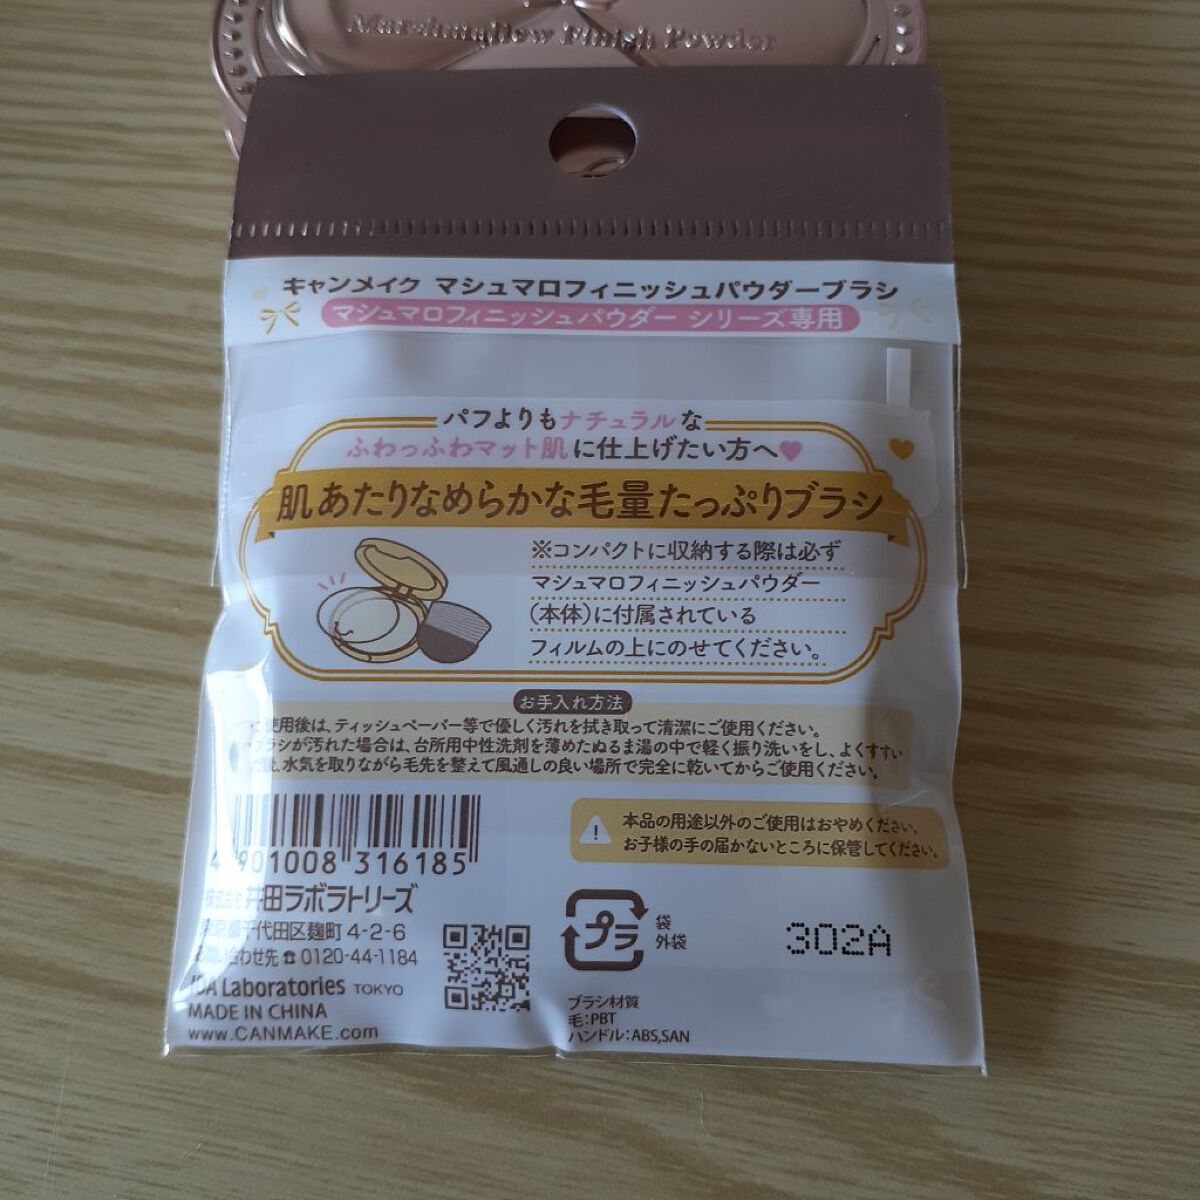 Marshmallow Finish Powder
キャンメイク マシュマロフィニッシュパウダーブラシ
マシュマロフィニッシュパウダー シリーズ専用
パフよりもナチュラルな
ふわっふわマット肌に仕上げたい方へ♥
肌あたりなめらかな毛量たっぷりブラシ
※コンパクトに収納する際は必ず
マシュマロフィニッシュパウダー
(本体)に付属されている
フィルムの上にのせてください。
お手入れ方法
ご使用後は、ティッシュペーパー等で優しく汚れを拭き取って清潔にご使用ください。
ブラシが汚れた場合は、台所用中性洗剤を薄めたぬるま湯の中で軽く振り洗いをし、よくすすい
だ後、水気を取りながら毛先を整えて風通しの良い場所で完全に乾いてからご使用ください。
本品の用途以外のご使用はおやめください。
お子様の手の届かないところに保管してください。
4 901008 316185
株式会社 井田ラボラトリーズ
東京都千代田区麹町 4-2-6
お問い合わせ先 ☎ 0120-44-1184
IDA Laboratories TOKYO
MADE IN CHINA
www.CANMAKE.com
プラ
袋
外袋
ブラシ材質
毛:PBT
ハンドル:ABS,SAN
302A